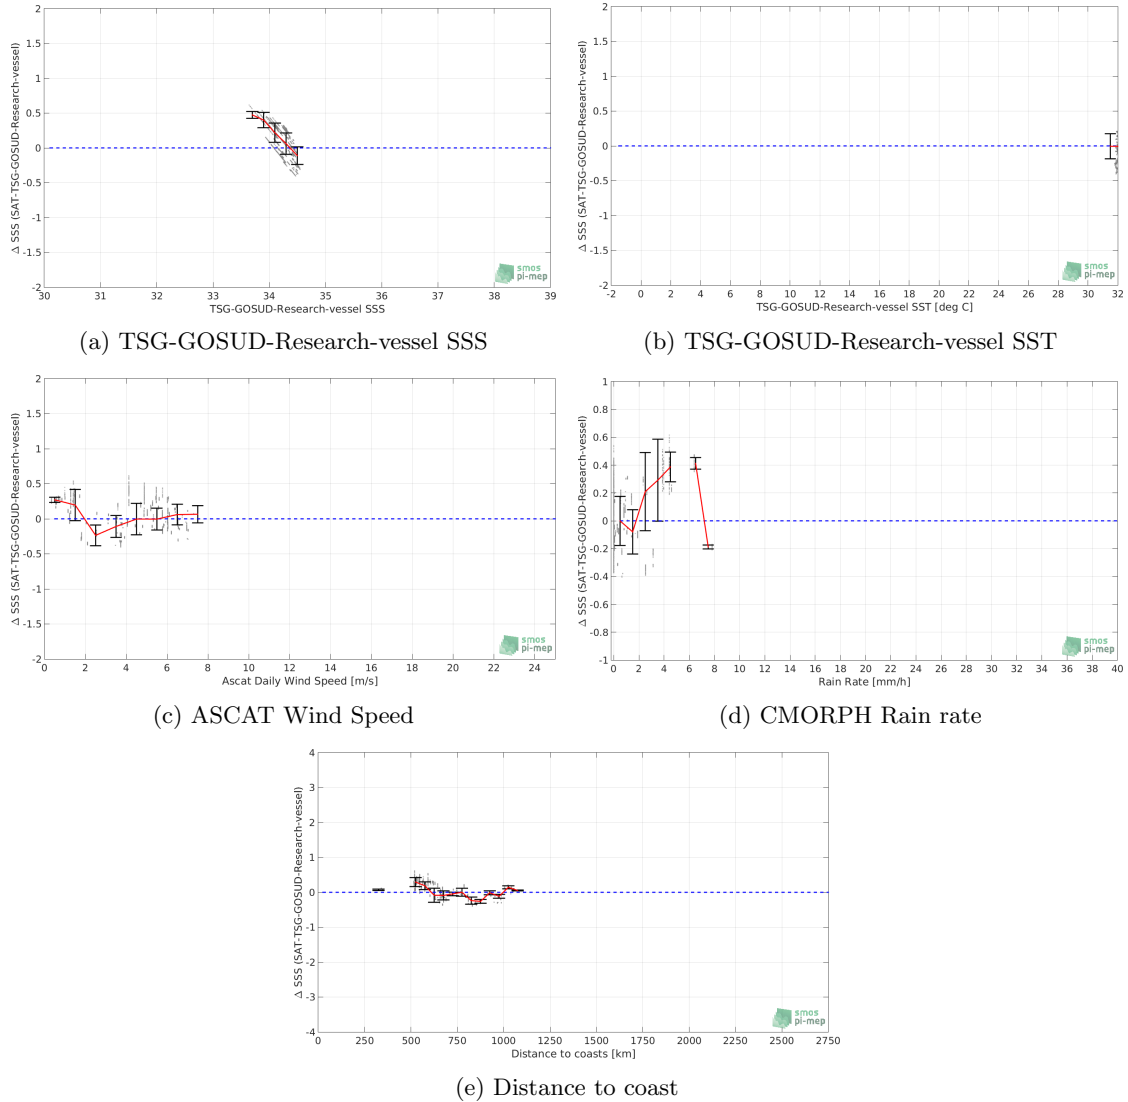 Δ SSS (SAT-TSG-GOSUD-Research-vessel)
2
1.5
1
0.5
0
-0.5
-1
-1.5
-2
30 31 32 33 34 35 36 37 38 39
TSG-GOSUD-Research-vessel SSS
smos
pi-mep
(a) TSG-GOSUD-Research-vessel SSS
Δ SSS (SAT-TSG-GOSUD-Research-vessel)
2
1.5
1
0.5
0
-0.5
-1
-1.5
-2
-2 0 2 4 6 8 10 12 14 16 18 20 22 24 26 28 30 32
TSG-GOSUD-Research-vessel SST [deg C]
smos
pi-mep
(b) TSG-GOSUD-Research-vessel SST
Δ SSS (SAT-TSG-GOSUD-Research-vessel)
2
1.5
1
0.5
0
-0.5
-1
-1.5
-2
0 2 4 6 8 10 12 14 16 18 20 22 24
Ascat Daily Wind Speed [m/s]
smos
pi-mep
(c) ASCAT Wind Speed
Δ SSS (SAT-TSG-GOSUD-Research-vessel)
1
0.8
0.6
0.4
0.2
0
-0.2
-0.4
-0.6
-0.8
-1
0 2 4 6 8 10 12 14 16 18 20 22 24 26 28 30 32 34 36 38 40
Rain Rate [mm/h]
smos
pi-mep
(d) CMORPH Rain rate
Δ SSS (SAT-TSG-GOSUD-Research-vessel)
4
3
2
1
0
-1
-2
-3
-4
0 250 500 750 1000 1250 1500 1750 2000 2250 2500 2750
Distance to coasts [km]
smos
pi-mep
(e) Distance to coast